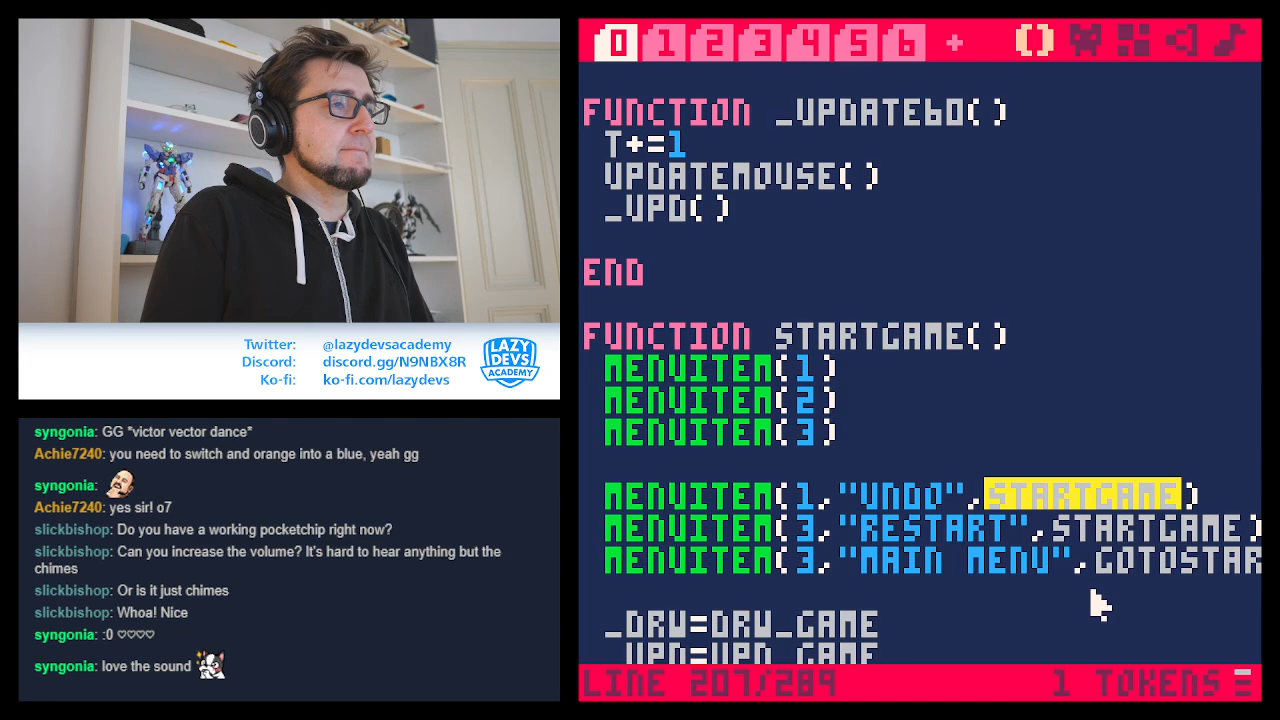 Twitter: @lazydevsacademy
Discord: discord.gg/N9NBX8R
Ko-fi: ko-fi.com/lazydevs
LAZY
DEVS
ACADEMY
syngonia: GG *victor vector dance*
Achie7240: you need to switch and orange into a blue, yeah gg
syngonia:
Achie7240: yes sir! o7
slickbishop: Do you have a working pocketchip right now?
slickbishop: Can you increase the volume? It's hard to hear anything but the
chimes
slickbishop: Or is it just chimes
slickbishop: Whoa! Nice
syngonia: :0 ♡♡♡♡
syngonia: love the sound
0 1 2 3 4 5 6 + ()
FUNCTION _UPDATE60()
T+=1
UPDATEMOUSE()
_UPD()
END
FUNCTION STARTGAME()
MENUITEM(1)
MENUITEM(2)
MENUITEM(3)
MENUITEM(1,"UNDO",STARTGAME)
MENUITEM(3,"RESTART",STARTGAME)
MENUITEM(3,"MAIN MENU",GOTOSTAR
_DRW=DRW_GAME
_UPD=UPD_GAME
LINE 207/289 1 TOKENS